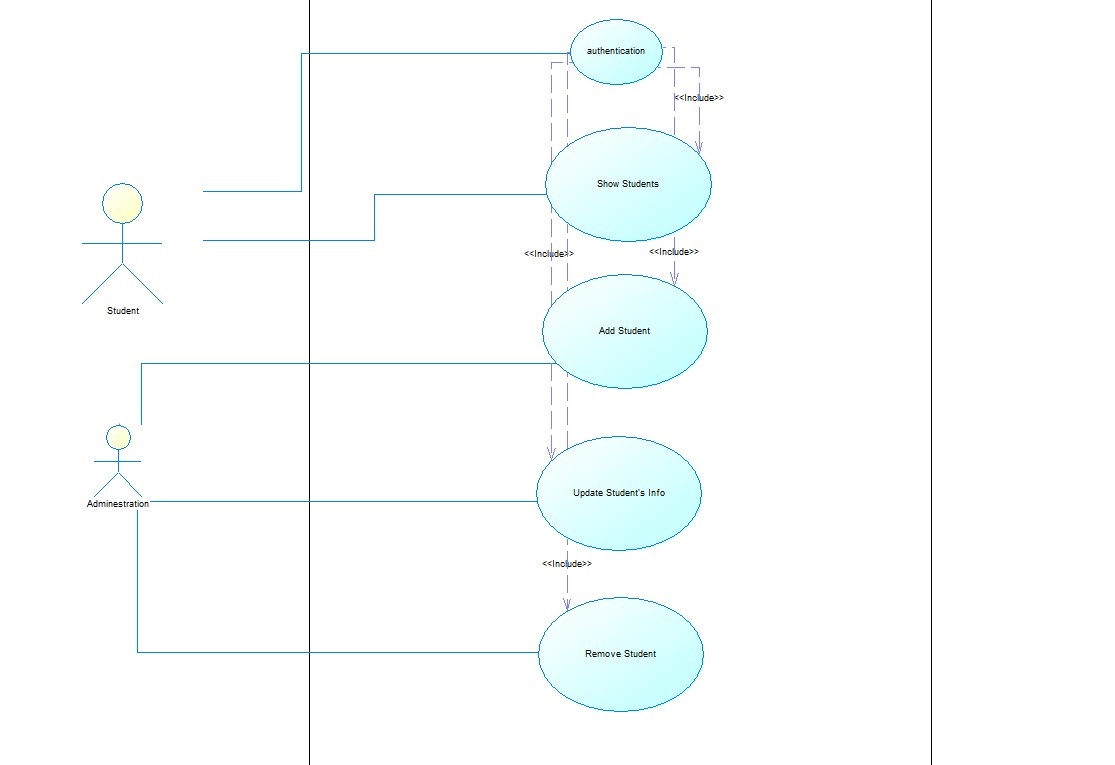 authentication
<<Include>>
Show Students
<<Include>>
<<Include>>
Student
Add Student
Adminestration
Update Student's Info
<<Include>>
Remove Student